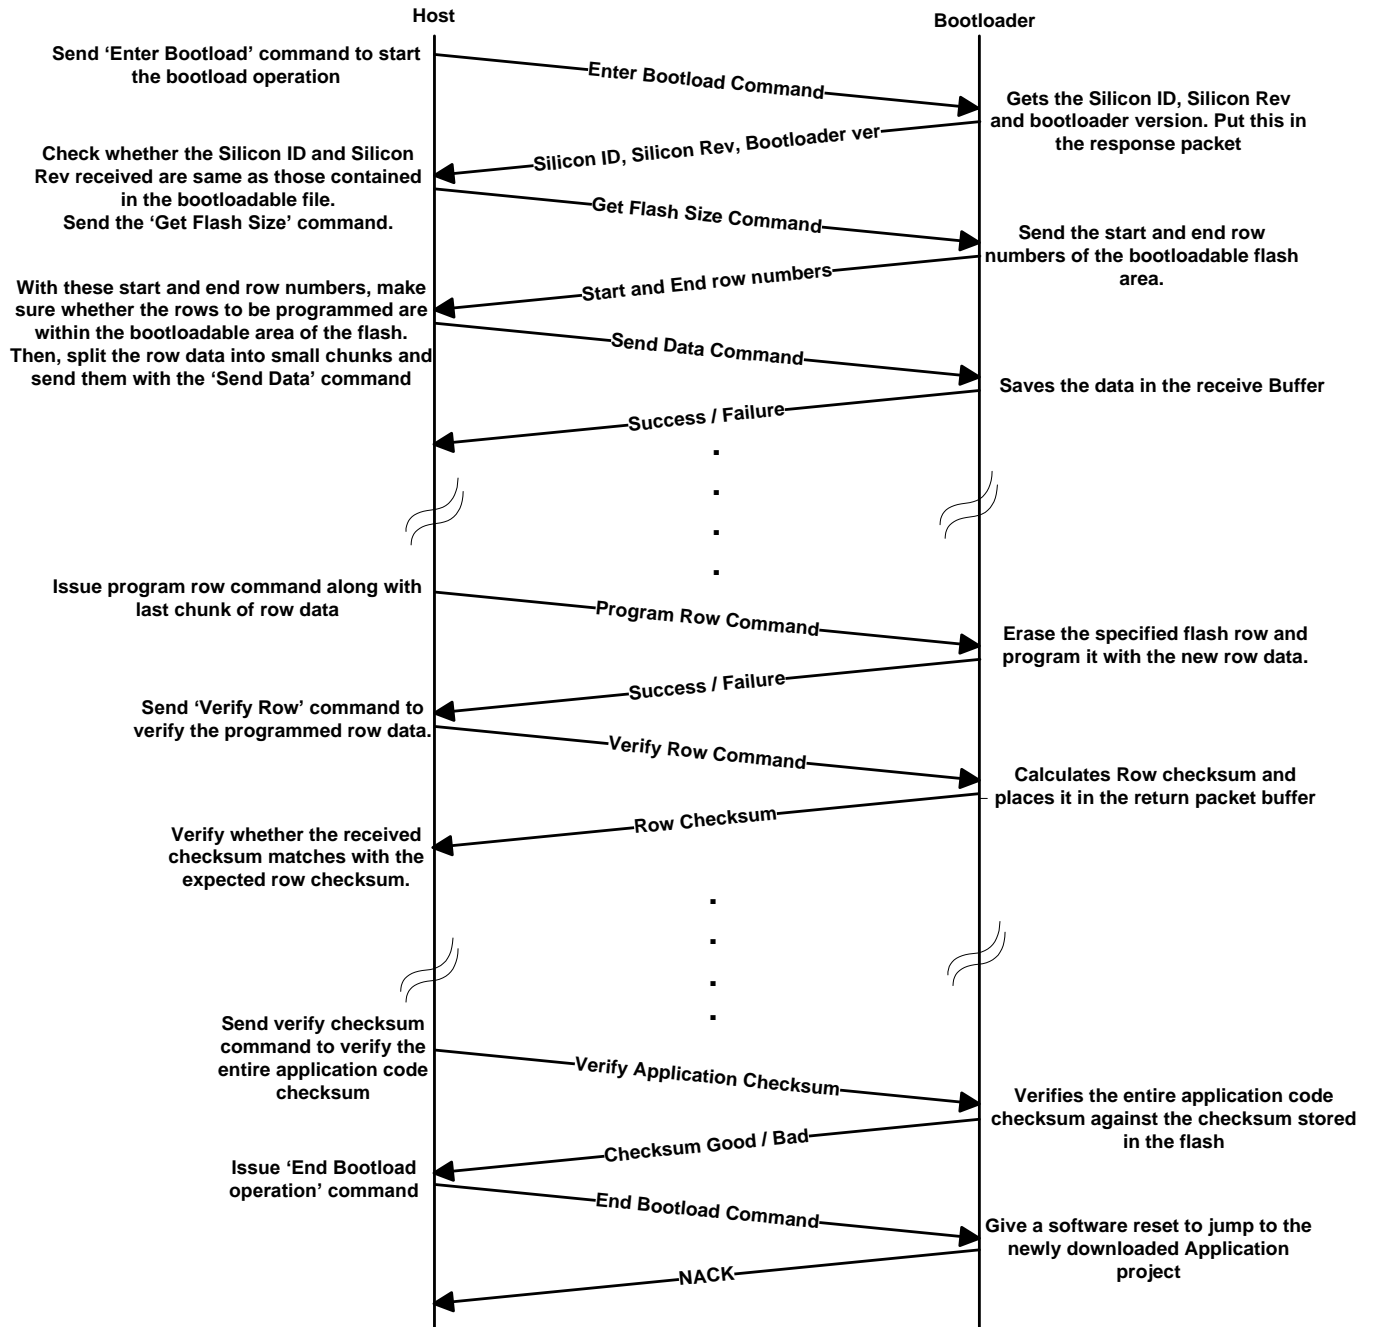 Host
Bootloader
Send ‘Enter Bootload’ command to start
the bootload operation
Enter Bootload Command
Gets the Silicon ID, Silicon Rev
and bootloader version. Put this in
the response packet
Silicon ID, Silicon Rev, Bootloader ver
Check whether the Silicon ID and Silicon
Rev received are same as those contained
in the bootloadable file.
Send the ‘Get Flash Size’ command.
Get Flash Size Command
Send the start and end row
numbers of the bootloadable flash
area.
Start and End row numbers
With these start and end row numbers, make
sure whether the rows to be programmed are
within the bootloadable area of the flash.
Then, split the row data into small chunks and
send them with the ‘Send Data’ command
Send Data Command
Saves the data in the receive Buffer
Success / Failure
Issue program row command along with
last chunk of row data
Program Row Command
Erase the specified flash row and
program it with the new row data.
Success / Failure
Send ‘Verify Row’ command to
verify the programmed row data.
Verify Row Command
Calculates Row checksum and
places it in the return packet buffer
Row Checksum
Verify whether the received
checksum matches with the
expected row checksum.
Send verify checksum
command to verify the
entire application code
checksum
Verify Application Checksum
Verifies the entire application code
checksum against the checksum stored
in the flash
Checksum Good / Bad
Issue ‘End Bootload
operation’ command
End Bootload Command
Give a software reset to jump to the
newly downloaded Application
project
NACK